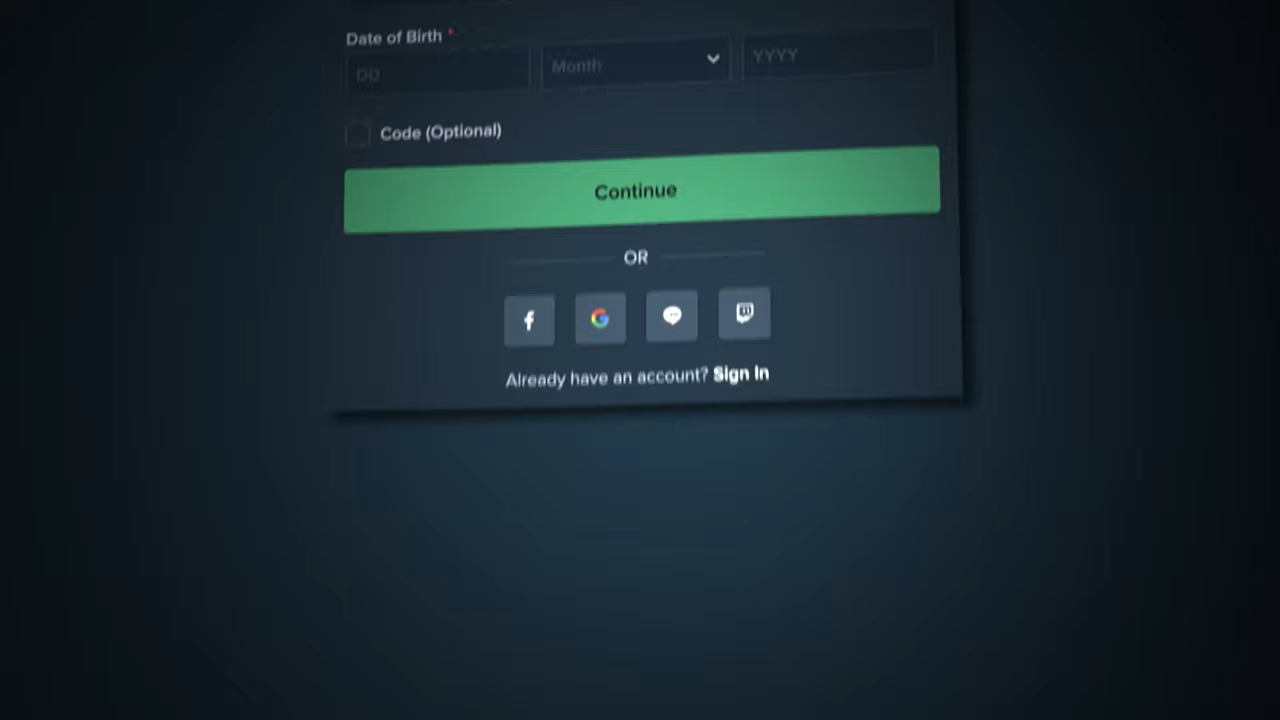 Date of Birth *
DD
Month
YYYY
Code (Optional)
Continue
OR
Already have an account? Sign In